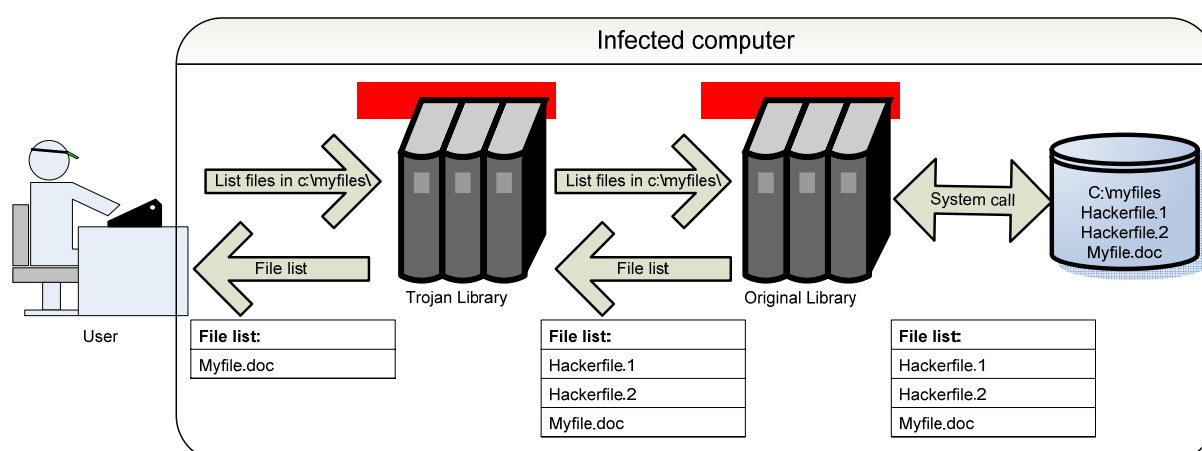 Infected computer
List files in c:\myfiles\
List files in c:\myfiles\
System call
C:\myfiles
Hackerfile.1
Hackerfile.2
Myfile.doc
File list
File list
Trojan Library
Original Library
User
File list:
Myfile.doc
File list:
Hackerfile.1
Hackerfile.2
Myfile.doc
File list:
Hackerfile.1
Hackerfile.2
Myfile.doc